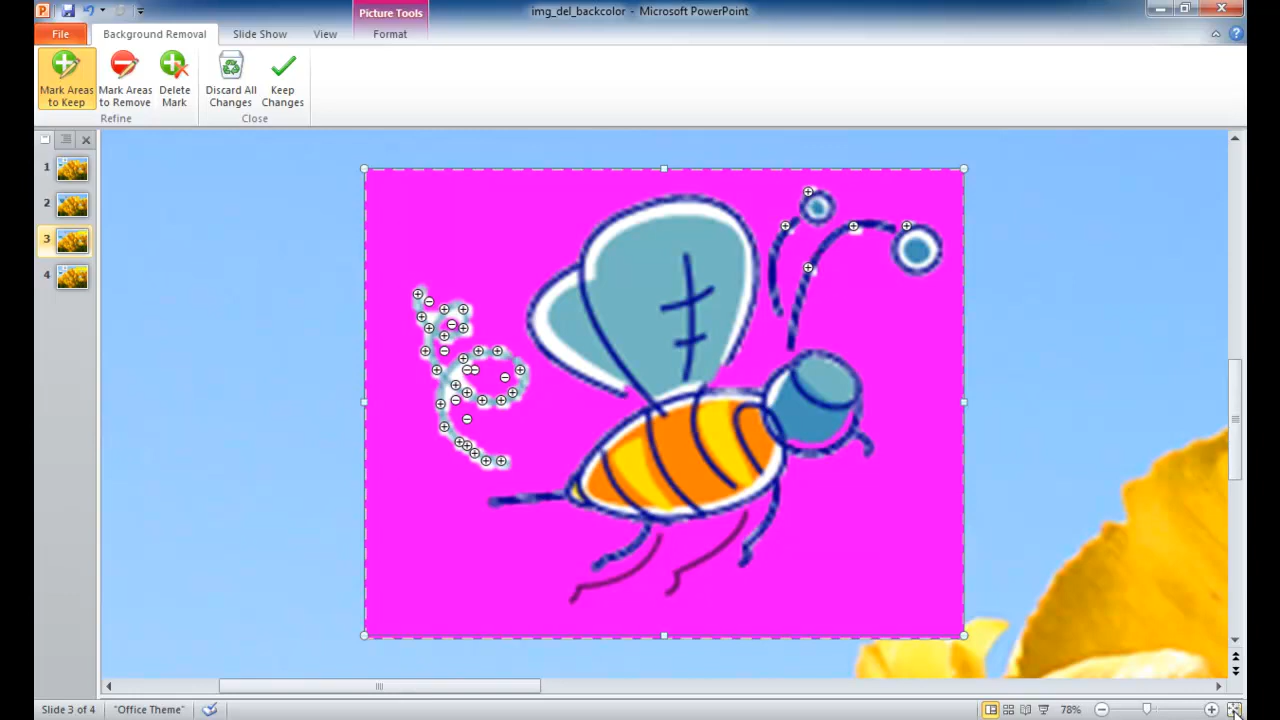 img_del_backcolor - Microsoft PowerPoint
Picture Tools
File Background Removal Slide Show View Format
Mark Areas to Keep
Mark Areas to Remove
Delete Mark
Discard All Changes
Keep Changes
Refine
Close
1
2
3
4
Slide 3 of 4 "Office Theme" 78%